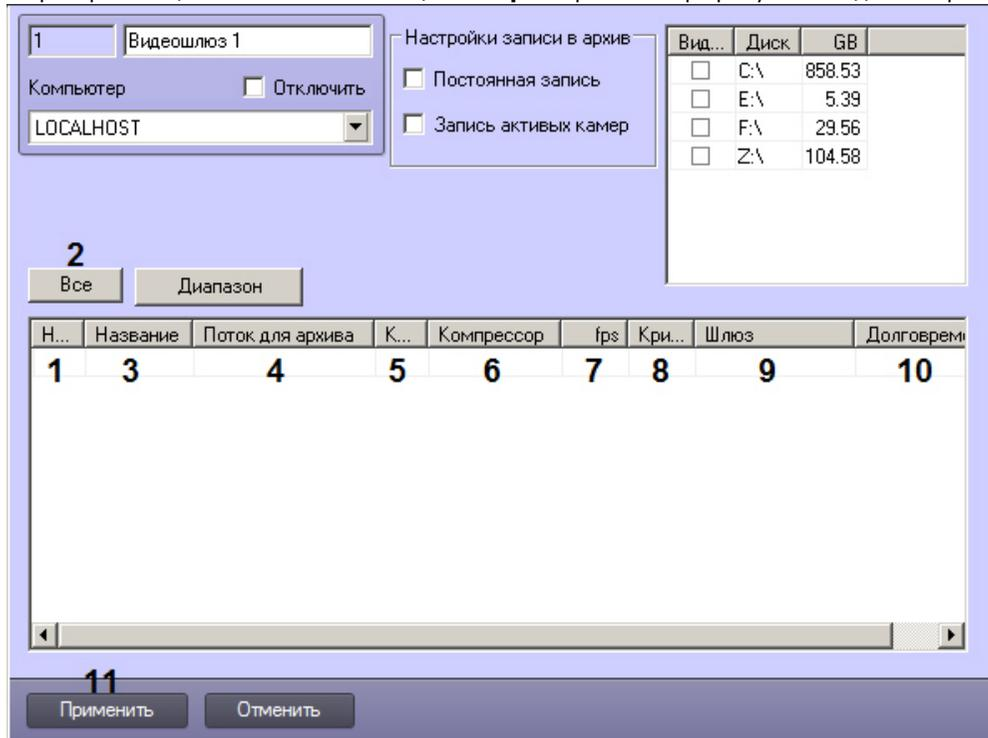 1 Видеошлюз 1
Компьютер Отключить
LOCALHOST
Настройки записи в архив
Постоянная запись
Запись активых камер
Вид... Диск GB
C:\ 858.53
E:\ 5.39
F:\ 29.56
Z:\ 104.58
2
Все Диапазон
Н... Название Поток для архива К... Компрессор fps Кри... Шлюз Долговреме
1 3 4 5 6 7 8 9 10
11
Применить Отменить